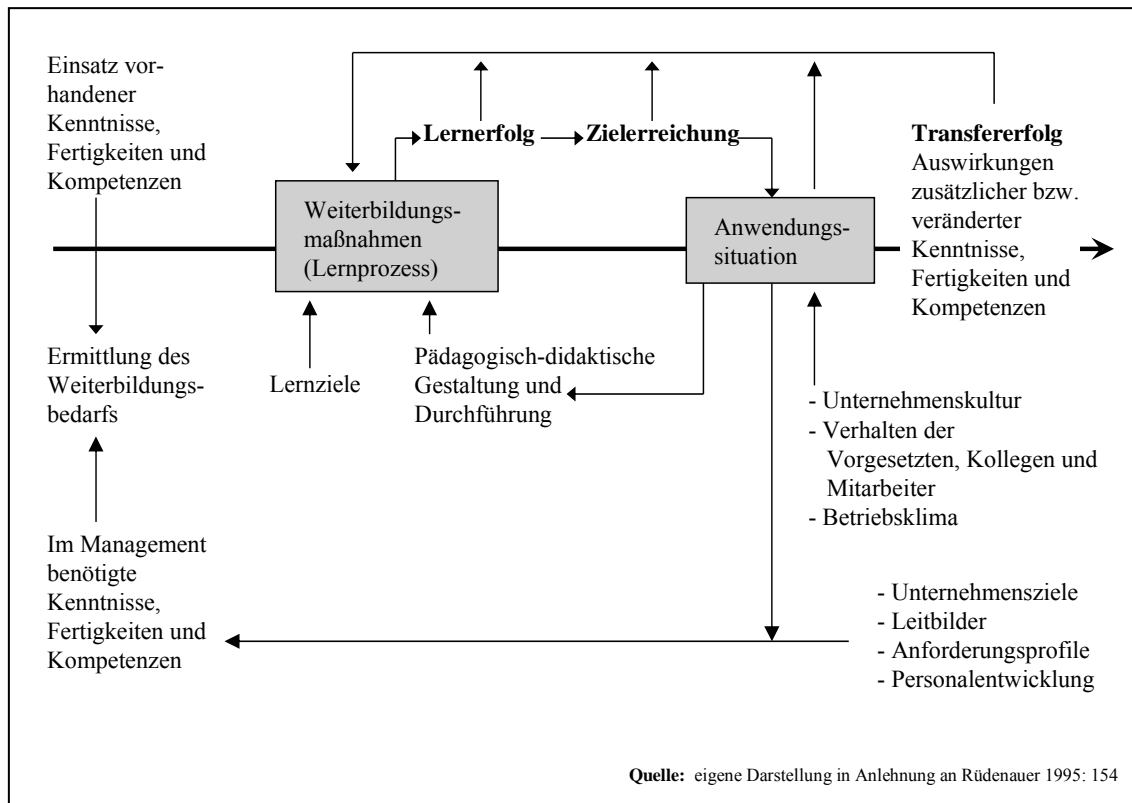 Einsatz vor-
handener
Kenntnisse,
Fertigkeiten und
Kompetenzen
Lernerfolg
Zielerreichung
Transfererfolg
Auswirkungen
zusätzlicher bzw.
veränderter
Kenntnisse,
Fertigkeiten und
Kompetenzen
Weiterbildungs-
maßnahmen
(Lernprozess)
Anwendungs-
situation
Ermittlung des
Weiterbildungs-
bedarfs
Lernziele
Pädagogisch-didaktische
Gestaltung und
Durchführung
- Unternehmenskultur
- Verhalten der
Vorgesetzten, Kollegen und
Mitarbeiter
- Betriebsklima
Im Management
benötigte
Kenntnisse,
Fertigkeiten und
Kompetenzen
- Unternehmensziele
- Leitbilder
- Anforderungsprofile
- Personalentwicklung
Quelle: eigene Darstellung in Anlehnung an Rüdenauer 1995: 154